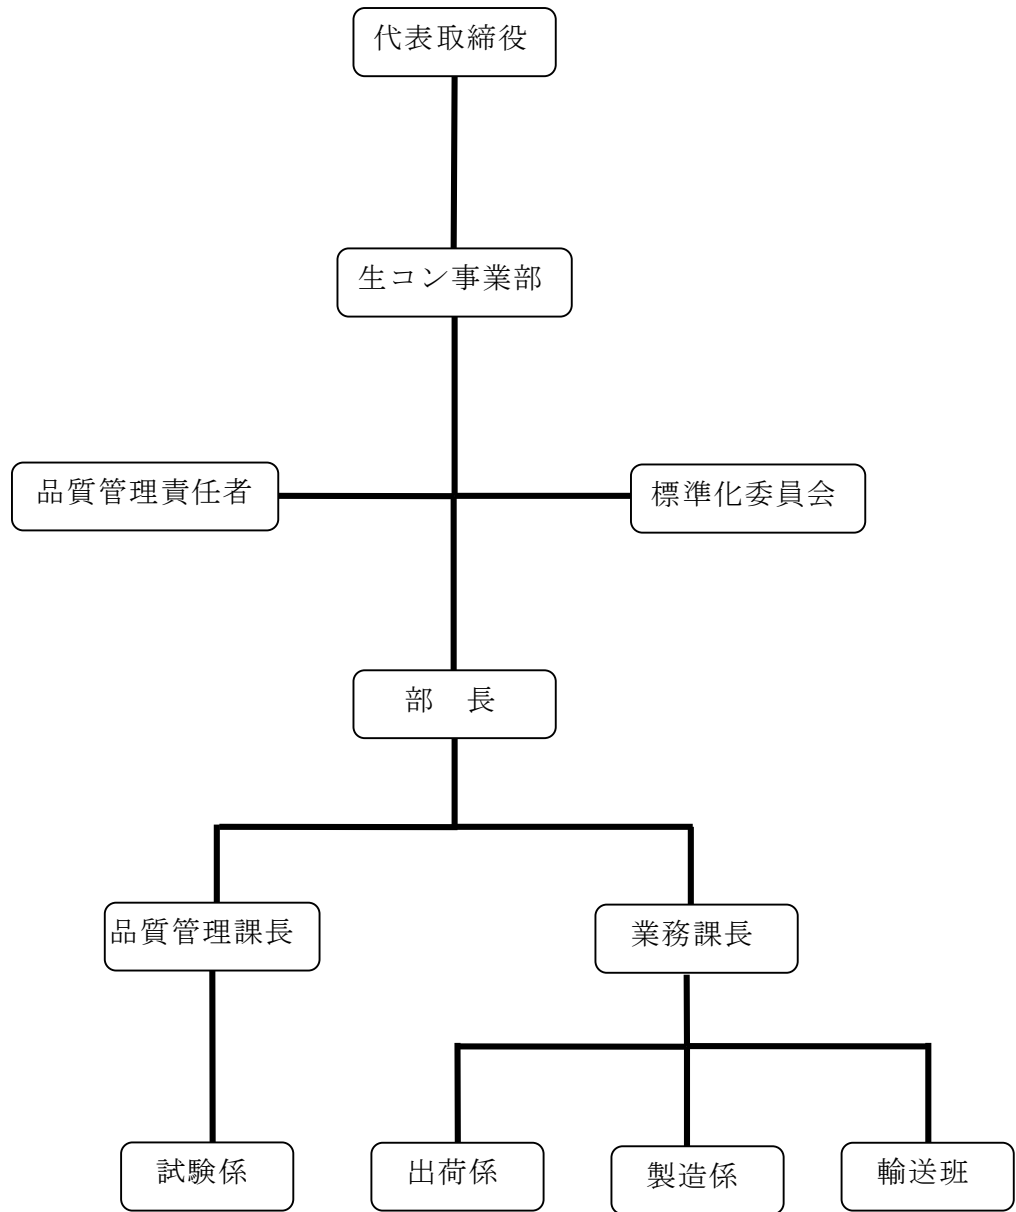 代表取締役
生コン事業部
品質管理責任者
標準化委員会
部　長
品質管理課長
業務課長
試験係
出荷係
製造係
輸送班